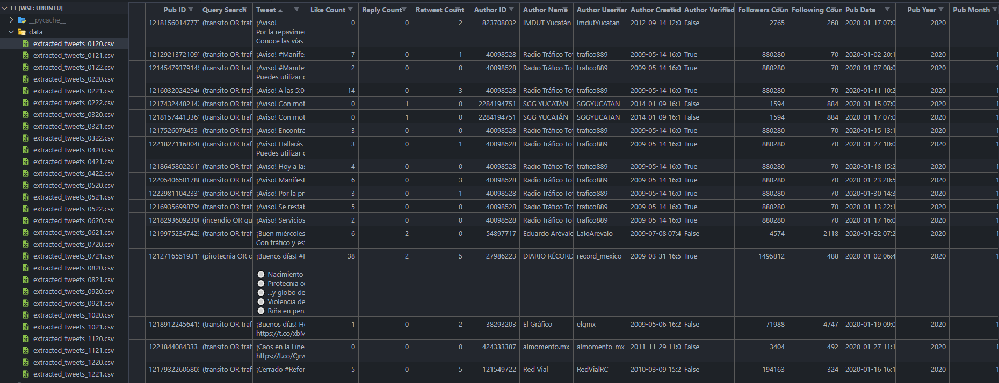 TT [WSL: UBUNTU]
__pycache__
data
extracted_tweets_0120.csv
extracted_tweets_0121.csv
extracted_tweets_0122.csv
extracted_tweets_0220.csv
extracted_tweets_0221.csv
extracted_tweets_0222.csv
extracted_tweets_0320.csv
extracted_tweets_0321.csv
extracted_tweets_0322.csv
extracted_tweets_0420.csv
extracted_tweets_0421.csv
extracted_tweets_0422.csv
extracted_tweets_0520.csv
extracted_tweets_0521.csv
extracted_tweets_0522.csv
extracted_tweets_0620.csv
extracted_tweets_0621.csv
extracted_tweets_0720.csv
extracted_tweets_0721.csv
extracted_tweets_0820.csv
extracted_tweets_0821.csv
extracted_tweets_0920.csv
extracted_tweets_0921.csv
extracted_tweets_1020.csv
extracted_tweets_1021.csv
extracted_tweets_1120.csv
extracted_tweets_1121.csv
extracted_tweets_1220.csv
extracted_tweets_1221.csv
Pub ID Query Search Tweet Like Count Reply Count Retweet Count Author ID Author Name Author Usernar Author Created Author Verified Followers Coun Following Coun Pub Date Pub Year Pub Month
1218156014777 (transito OR traf ¡Aviso! 0 0 2 823708032 IMDUT Yucatán ImdutYucatan 2012-09-14 12:0 False 2765 268 2020-01-17 07:0 2020 1
Por la repavime
Conoce las vías
1212921372109 (transito OR traf ¡Aviso! #Manifes 7 0 1 40098528 Radio Tráfico Tot trafico889 2009-05-14 16:0 True 880280 70 2020-01-02 20:1 2020 1
1214547937914 (transito OR traf ¡Aviso! #Manifes 2 0 0 40098528 Radio Tráfico Tot trafico889 2009-05-14 16:0 True 880280 70 2020-01-07 08:0 2020 1
Puedes utilizar c
1216032024294 (transito OR traf ¡Aviso! A las 5:0 14 0 3 40098528 Radio Tráfico Tot trafico889 2009-05-14 16:0 True 880280 70 2020-01-11 10:2 2020 1
1217432448214 (transito OR traf ¡Aviso! Con mot 0 1 0 2284194751 SGG YUCATÁN SGGYUCATAN 2014-01-09 16:1 False 1594 884 2020-01-15 07:0 2020 1
1218157441336 (transito OR traf ¡Aviso! Con mot 0 1 0 2284194751 SGG YUCATÁN SGGYUCATAN 2014-01-09 16:1 False 1594 884 2020-01-17 07:0 2020 1
1217526079453 (transito OR traf ¡Aviso! Encontra 3 0 0 40098528 Radio Tráfico Tot trafico889 2009-05-14 16:0 True 880280 70 2020-01-15 13:1 2020 1
1221827116804 (transito OR traf ¡Aviso! Hallarás 3 0 1 40098528 Radio Tráfico Tot trafico889 2009-05-14 16:0 True 880280 70 2020-01-27 10:0 2020 1
Puedes utilizar c
1218645802261 (transito OR traf ¡Aviso! Hoy a las 4 0 0 40098528 Radio Tráfico Tot trafico889 2009-05-14 16:0 True 880280 70 2020-01-18 15:2 2020 1
1220540650178 (transito OR traf ¡Aviso! Manifest 6 0 3 40098528 Radio Tráfico Tot trafico889 2009-05-14 16:0 True 880280 70 2020-01-23 20:5 2020 1
1222981104233 (transito OR traf ¡Aviso! Por la pr 3 0 1 40098528 Radio Tráfico Tot trafico889 2009-05-14 16:0 True 880280 70 2020-01-30 14:3 2020 1
1216935699879 (transito OR traf ¡Aviso! Se restab 5 0 0 40098528 Radio Tráfico Tot trafico889 2009-05-14 16:0 True 880280 70 2020-01-13 22:1 2020 1
1218293609230 (incendio OR qu ¡Aviso! Servicios 2 0 0 40098528 Radio Tráfico Tot trafico889 2009-05-14 16:0 True 880280 70 2020-01-17 16:0 2020 1
1219975234742 (transito OR traf ¡Buen miércoles 6 2 0 54897717 Eduardo Arévalo LaloArevalo 2009-07-08 07:4 False 4574 2118 2020-01-22 07:2 2020 1
Con tráfico y est
1212716551931 (pirotecnia OR c ¡Buenos días! # 38 2 5 27986223 DIARIO RÉCORD record_mexico 2009-03-31 16:5 True 1495812 488 2020-01-02 06:4 2020 1
Nacimiento
Pirotecnia co
...y globo de
Violencia de
Riña en pen
1218912245641 (transito OR traf ¡Buenos días! H 1 0 2 38293203 El Gráfico elgmx 2009-05-06 16:2 False 71988 4747 2020-01-19 09:0 2020 1
https://t.co/xbM
1221844084333 (transito OR traf ¡Caos en la Líne 0 0 0 424333387 almomento.mx almomento_mx 2011-11-29 11:0 False 3404 492 2020-01-27 11:1 2020 1
https://t.co/Cjrw
1217932260680 (transito OR traf ¡Cerrado #Refor 5 0 5 121549722 Red Vial RedVialRC 2010-03-09 15:2 False 194163 324 2020-01-16 16:1 2020 1